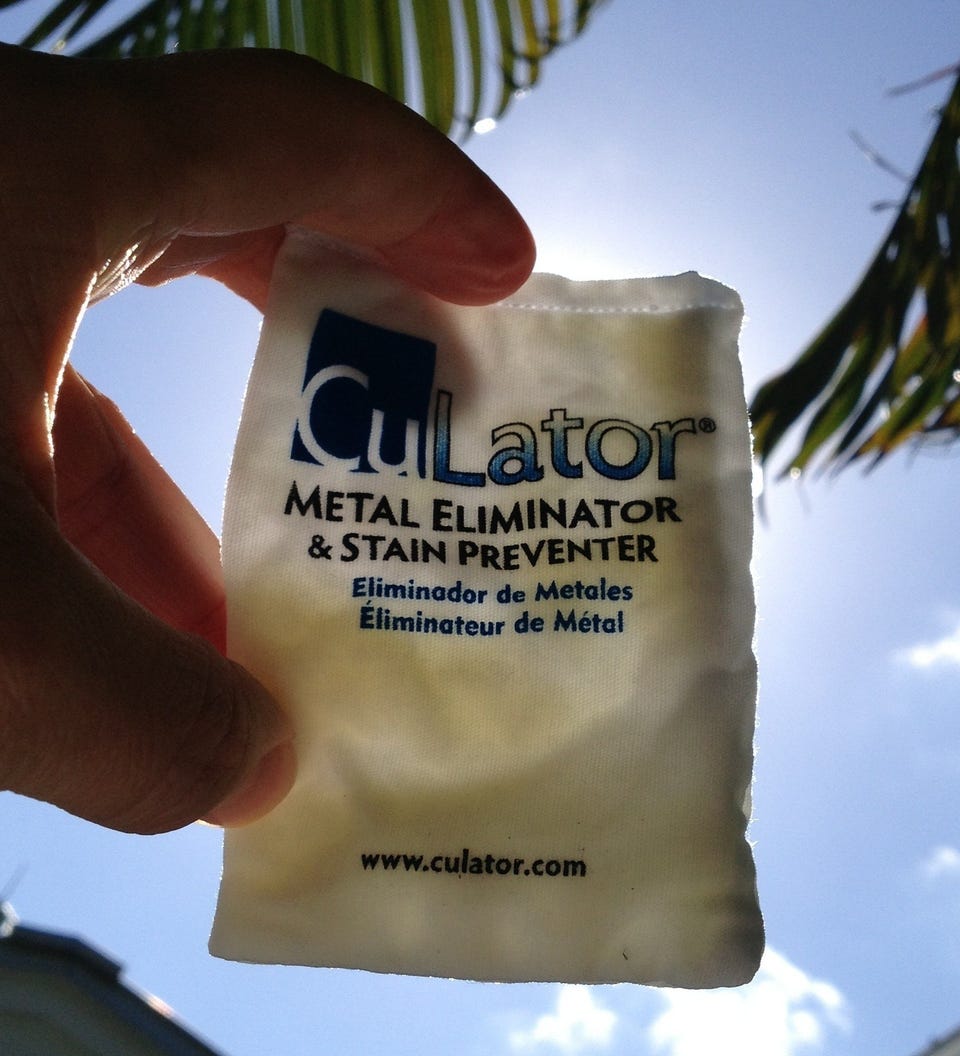 CuLator®
METAL ELIMINATOR
& STAIN PREVENTER
Eliminador de Metales
Éliminateur de Métal
www.culator.com